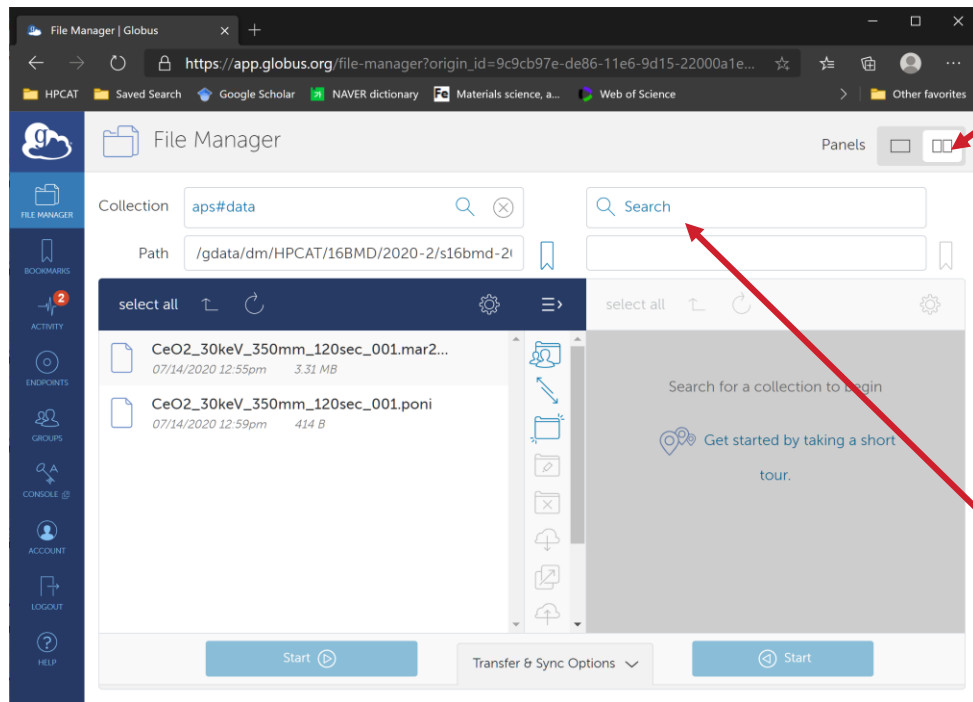 File Manager | Globus
https://app.globus.org/file-manager?origin_id=9c9cb97e-de86-11e6-9d15-22000a1e...
HPCAT Saved Search Google Scholar NAVER dictionary Fe Materials science, a... Web of Science Other favorites
g
File Manager
Panels
FILE MANAGER
BOOKMARKS
2
ACTIVITY
ENDPOINTS
GROUPS
CONSOLE
ACCOUNT
LOGOUT
HELP
Collection aps#data
Search
Path /gdata/dm/HPCAT/16BMD/2020-2/s16bmd-20
select all
select all
CeO2_30keV_350mm_120sec_001.mar2...
07/14/2020 12:55pm 3.31 MB
CeO2_30keV_350mm_120sec_001.poni
07/14/2020 12:59pm 414 B
Search for a collection to begin
Get started by taking a short
tour.
Start
Transfer & Sync Options
Start